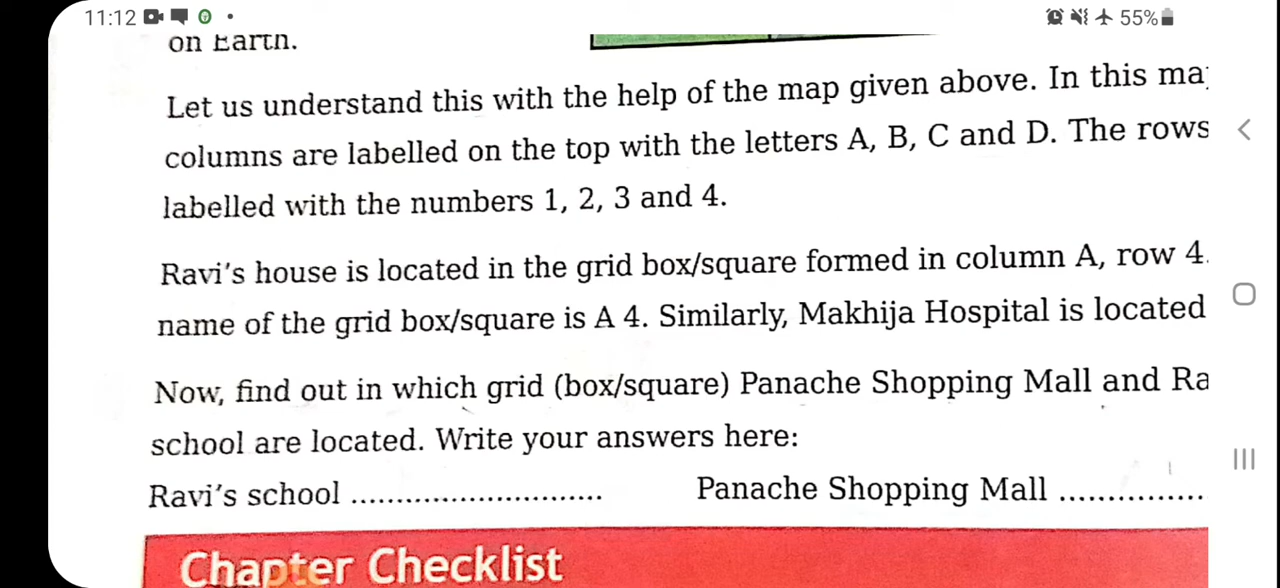 11:12
55%
on Earth.
Let us understand this with the help of the map given above. In this
columns are labelled on the top with the letters A, B, C and D. The rows
labelled with the numbers 1, 2, 3 and 4.
Ravi's house is located in the grid box/square formed in column A, row 4.
name of the grid box/square is A 4. Similarly, Makhija Hospital is located
Now, find out in which grid (box/square) Panache Shopping Mall and
school are located. Write your answers here:
Ravi's school ............................ Panache Shopping Mall ................
Chapter Checklist